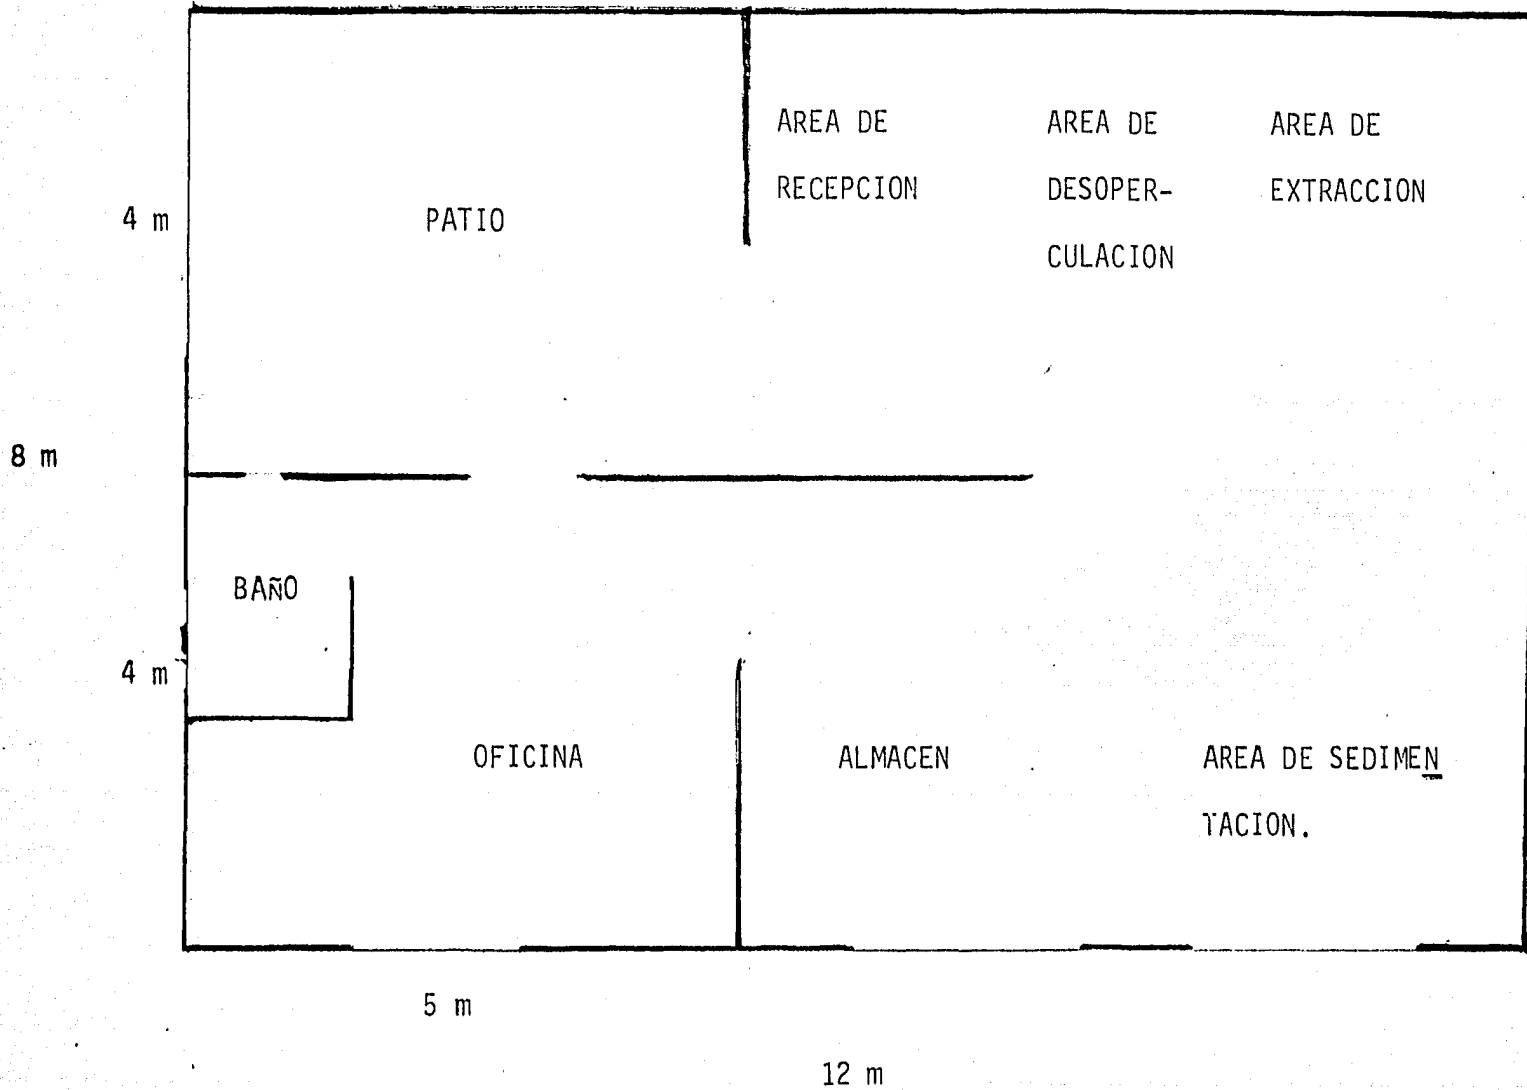 AREA DE
RECEPCION
AREA DE
DESOPER-
CULACION
AREA DE
EXTRACCION
4 m
PATIO
8 m
BAÑO
4 m
OFICINA
ALMACEN
AREA DE SEDIMEN
TACION.
5 m
12 m